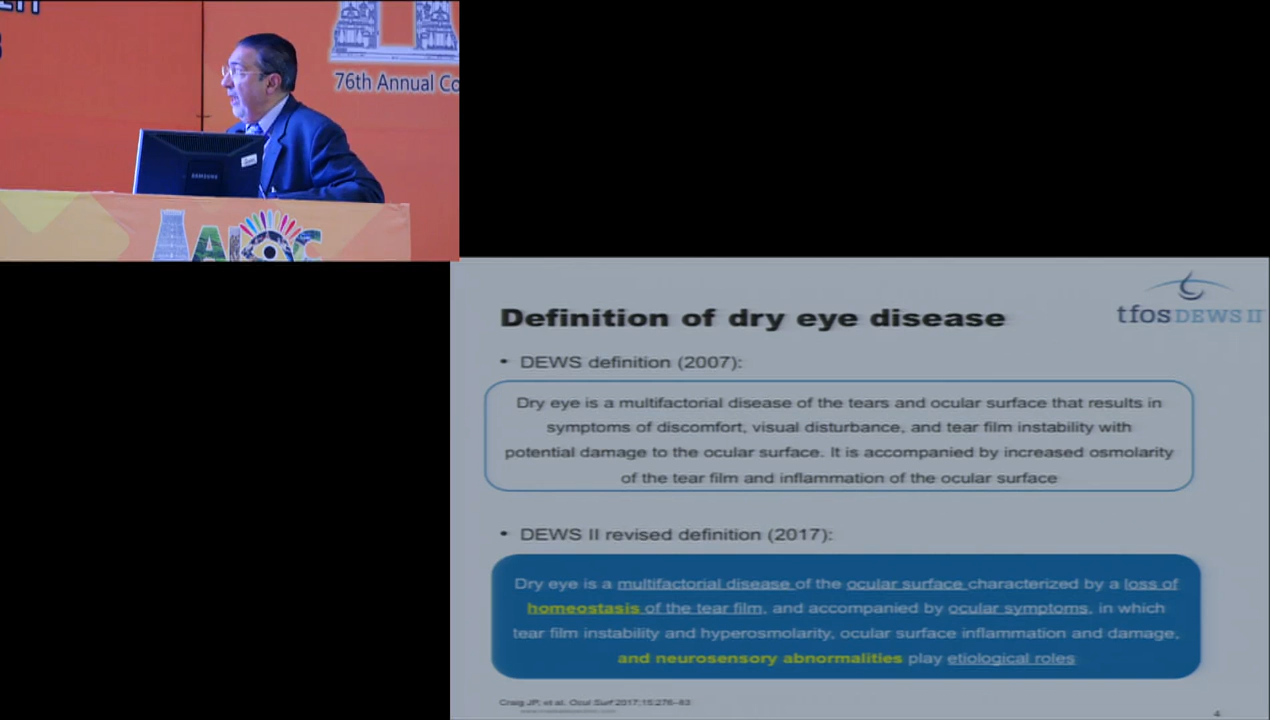 76th Annual Co
SAMSUNG
AIOC
tfos DEWS II
Definition of dry eye disease
• DEWS definition (2007):
Dry eye is a multifactorial disease of the tears and ocular surface that results in
symptoms of discomfort, visual disturbance, and tear film instability with
potential damage to the ocular surface. It is accompanied by increased osmolarity
of the tear film and inflammation of the ocular surface
• DEWS II revised definition (2017):
Dry eye is a multifactorial disease of the ocular surface characterized by a loss of
homeostasis of the tear film, and accompanied by ocular symptoms, in which
tear film instability and hyperosmolarity, ocular surface inflammation and damage,
and neurosensory abnormalities play etiological roles
Craig JP, et al. Ocul Surf 2017;15:276–83
4